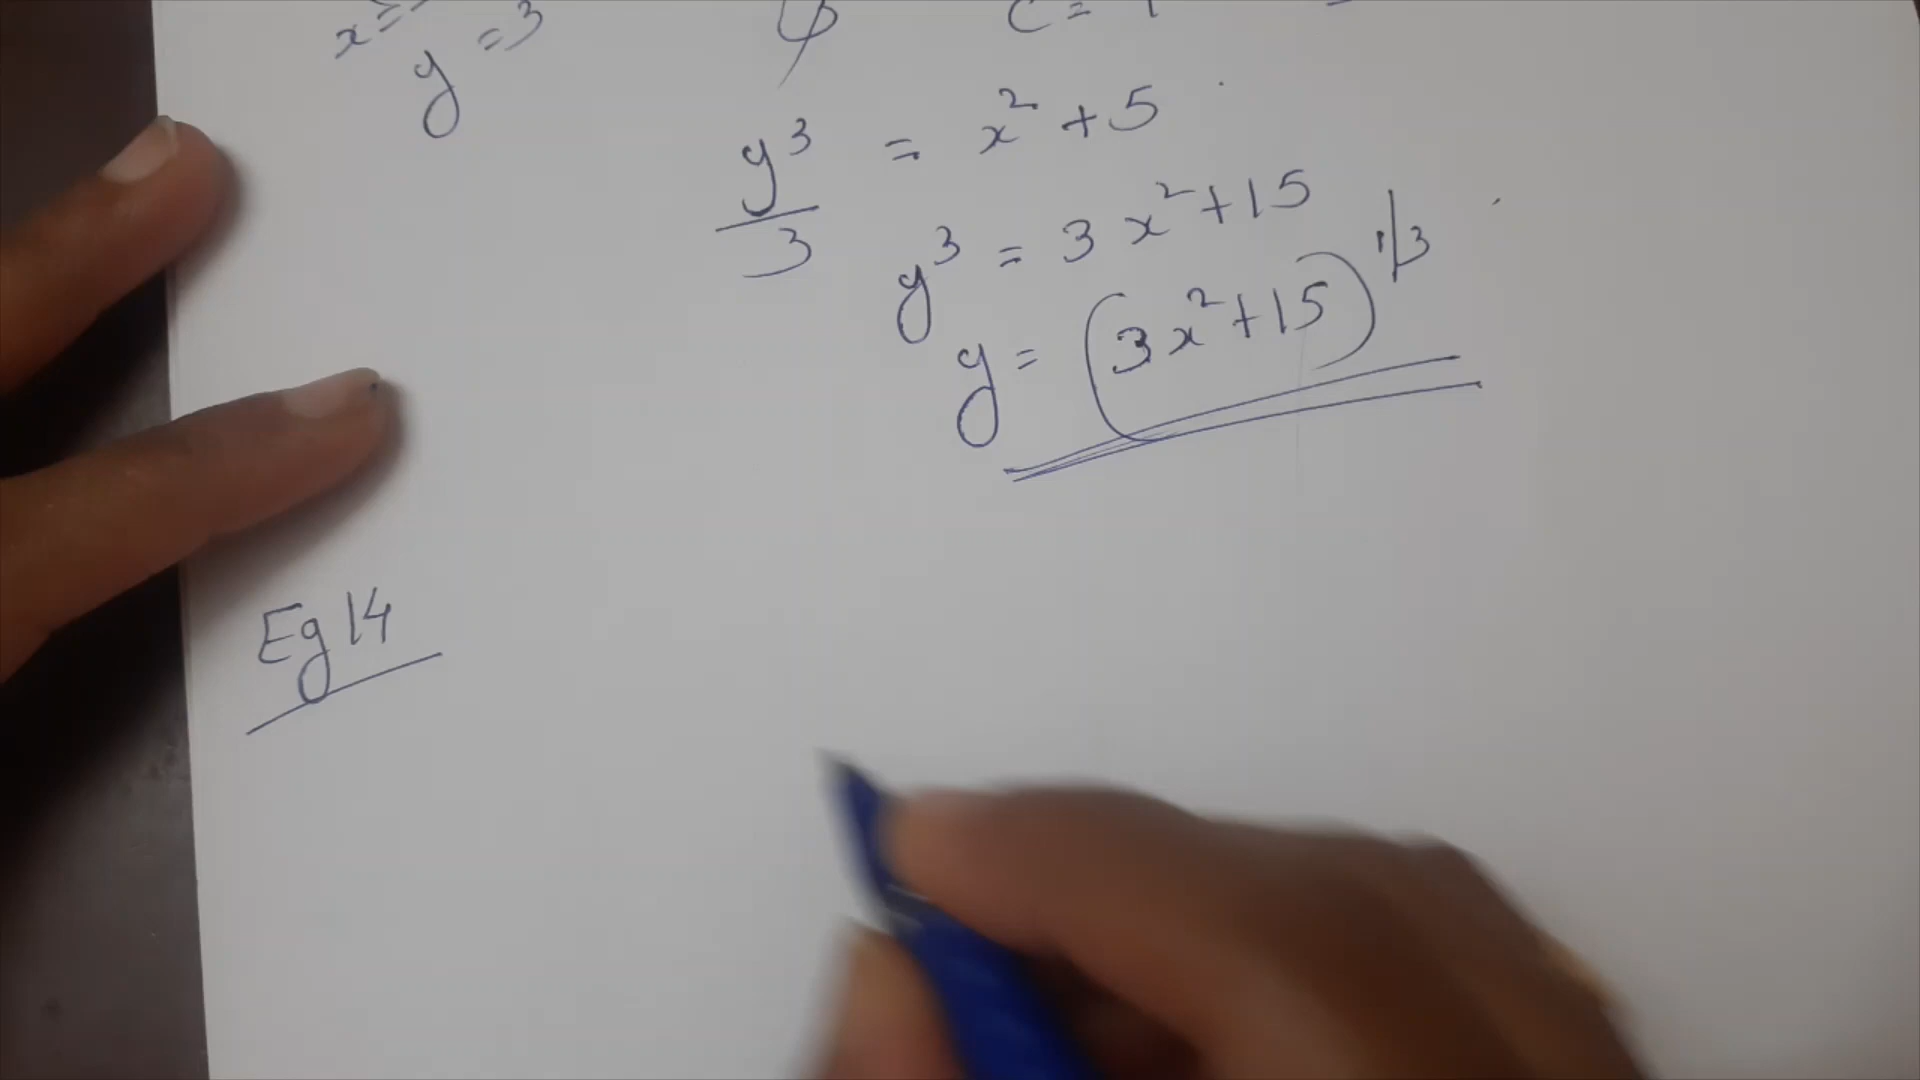 y = 3
y³/3 = x² + 5
y³ = 3x² + 15
y = (3x² + 15)^1/3
Eg 14